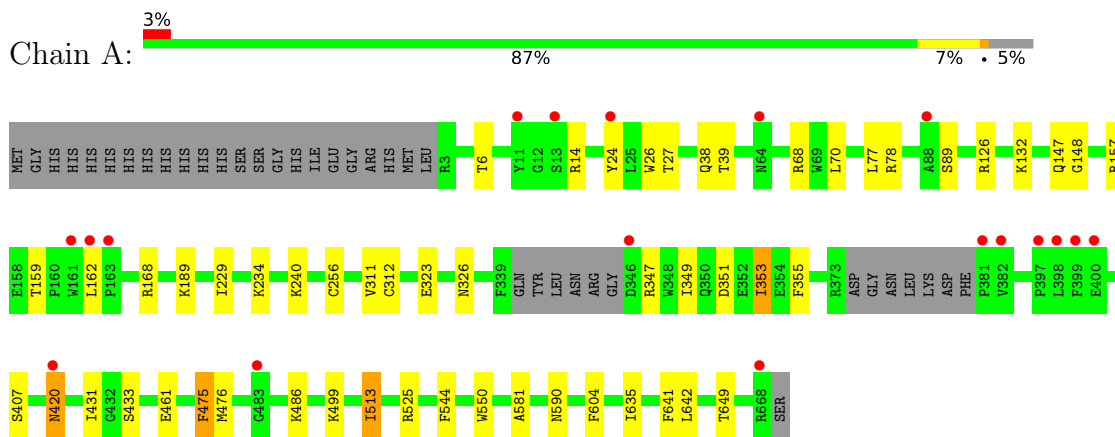 3%
Chain A:
87% 7% • 5%
MET GLY HIS HIS HIS HIS HIS HIS HIS HIS HIS HIS SER SER GLY HIS ILE GLU GLY ARG HIS MET LEU R3 T6 Y11 G12 S13 R14 Y24 L25 W26 T27 Q38 T39 N64 R68 W69 L70 L77 R78 A88 S89 R126 K132 Q147 G148 R157
E158 T159 P160 W161 L162 P163 R168 K189 I229 K234 K240 C256 V311 C312 E323 N326 F339 GLN TYR LEU ASN ARG GLY D346 R347 W348 I349 Q350 D351 E352 I353 E354 F355 R373 ASP GLY ASN LEU LYS ASP PHE P381 V382 P397 L398 F399 E400
S407 N420 I431 G432 S433 E461 F475 M476 G483 K486 K499 I513 R525 F544 W550 A581 N590 F604 I635 F641 L642 T649 R668 SER